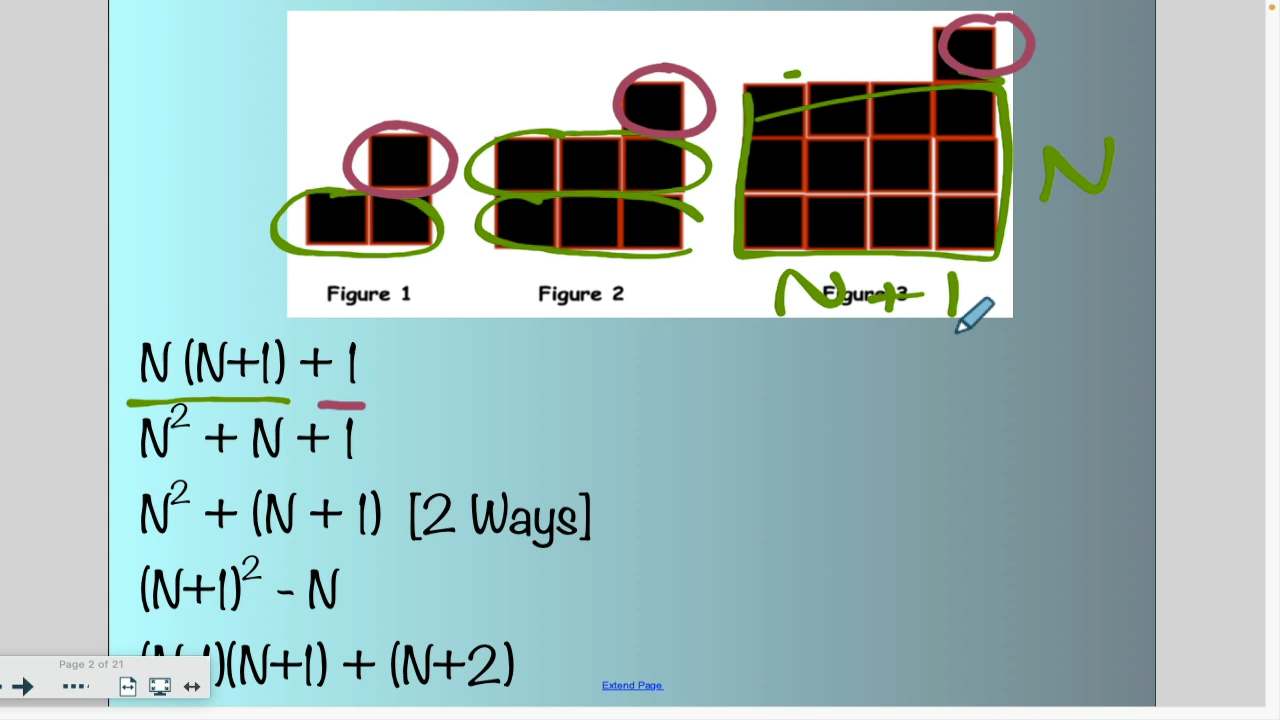 N
Figure 1
Figure 2
Figure 3
N + 1
N (N+1) + 1
N² + N + 1
N² + (N + 1) [2 Ways]
(N+1)² - N
)(N+1) + (N+2)
Page 2 of 21
Extend Page